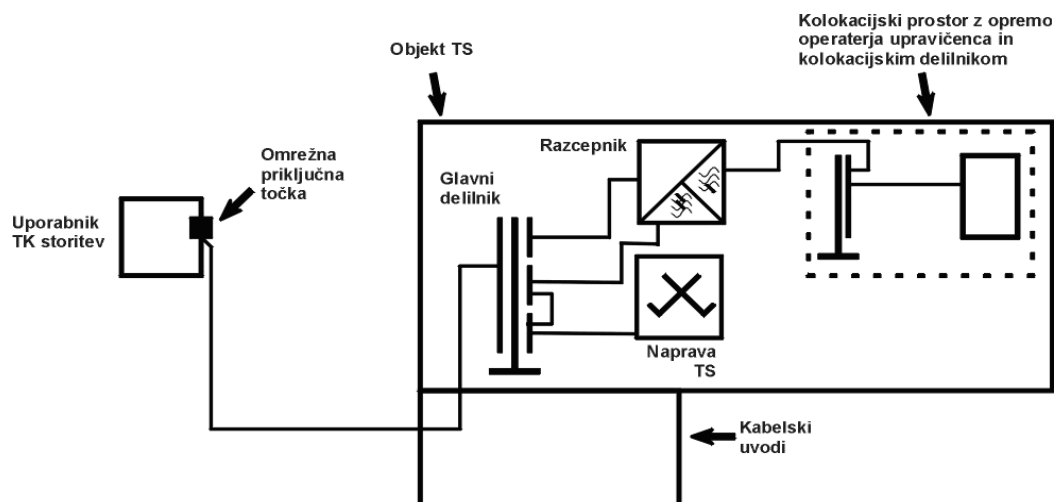 Kolokacijski prostor z opremo
operaterja upravičenca in
kolokacijskim delilnikom
Objekt TS
Razcepnik
Omrežna
priključna
točka
Glavni
delilnik
Uporabnik
TK storitev
Naprava
TS
Kabelski
uvodi